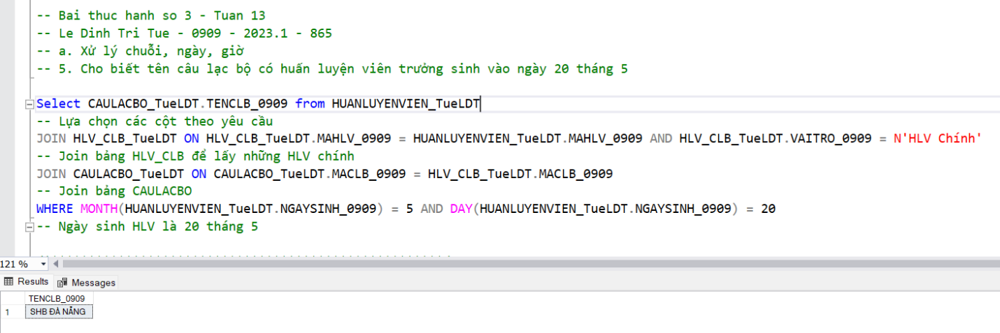 -- Bai thuc hanh so 3 - Tuan 13
-- Le Dinh Tri Tue - 0909 - 2023.1 - 865
-- a. Xử lý chuỗi, ngày, giờ
-- 5. Cho biết tên câu lạc bộ có huấn luyện viên trưởng sinh vào ngày 20 tháng 5
Select CAULACBO_TueLDT.TENCLB_0909 from HUANLUYENVIEN_TueLDT
-- Lựa chọn các cột theo yêu cầu
JOIN HLV_CLB_TueLDT ON HLV_CLB_TueLDT.MAHLV_0909 = HUANLUYENVIEN_TueLDT.MAHLV_0909 AND HLV_CLB_TueLDT.VAITRO_0909 = N'HLV Chính'
-- Join bảng HLV_CLB để lấy những HLV chính
JOIN CAULACBO_TueLDT ON CAULACBO_TueLDT.MACLB_0909 = HLV_CLB_TueLDT.MACLB_0909
-- Join bảng CAULACBO
WHERE MONTH(HUANLUYENVIEN_TueLDT.NGAYSINH_0909) = 5 AND DAY(HUANLUYENVIEN_TueLDT.NGAYSINH_0909) = 20
-- Ngày sinh HLV là 20 tháng 5
121 %
Results Messages
TENCLB_0909
1 SHB ĐÀ NẴNG